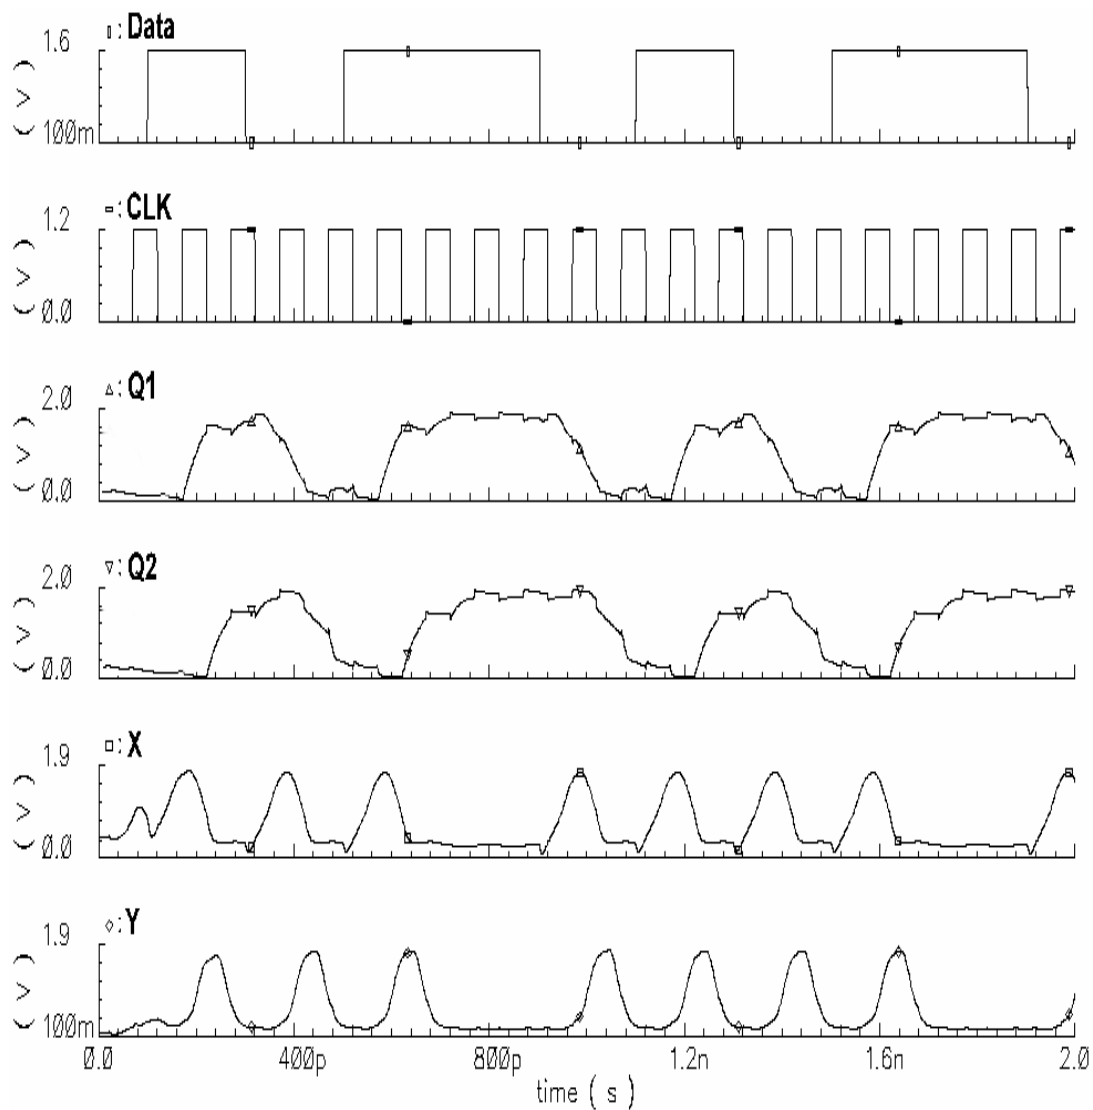 Data
1.6
(V)
100m
CLK
1.2
(V)
0.0
Q1
2.0
(V)
0.0
Q2
2.0
(V)
0.0
X
1.9
(V)
0.0
Y
1.9
(V)
100m
0.0 400p 800p 1.2n 1.6n 2.0
time ( s )